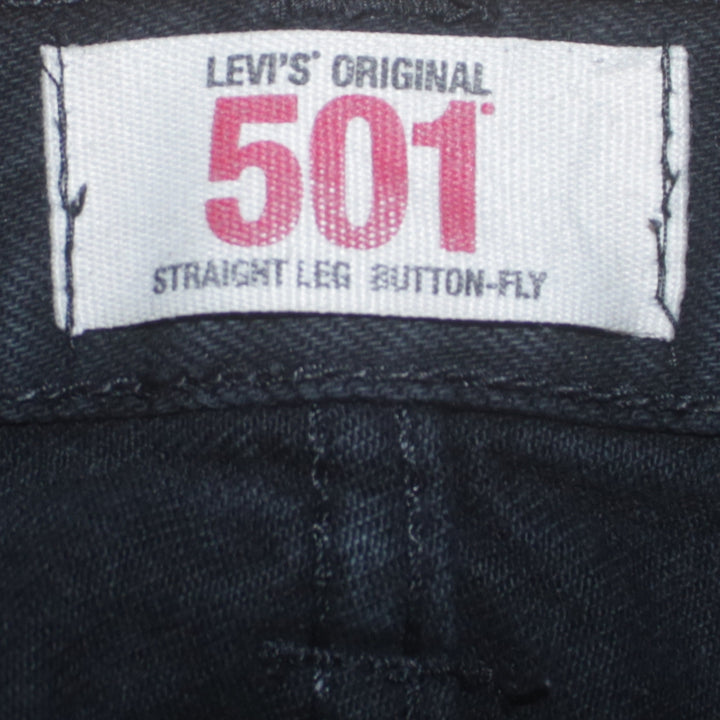 LEVI'S® ORIGINAL
501®
STRAIGHT LEG BUTTON-FLY